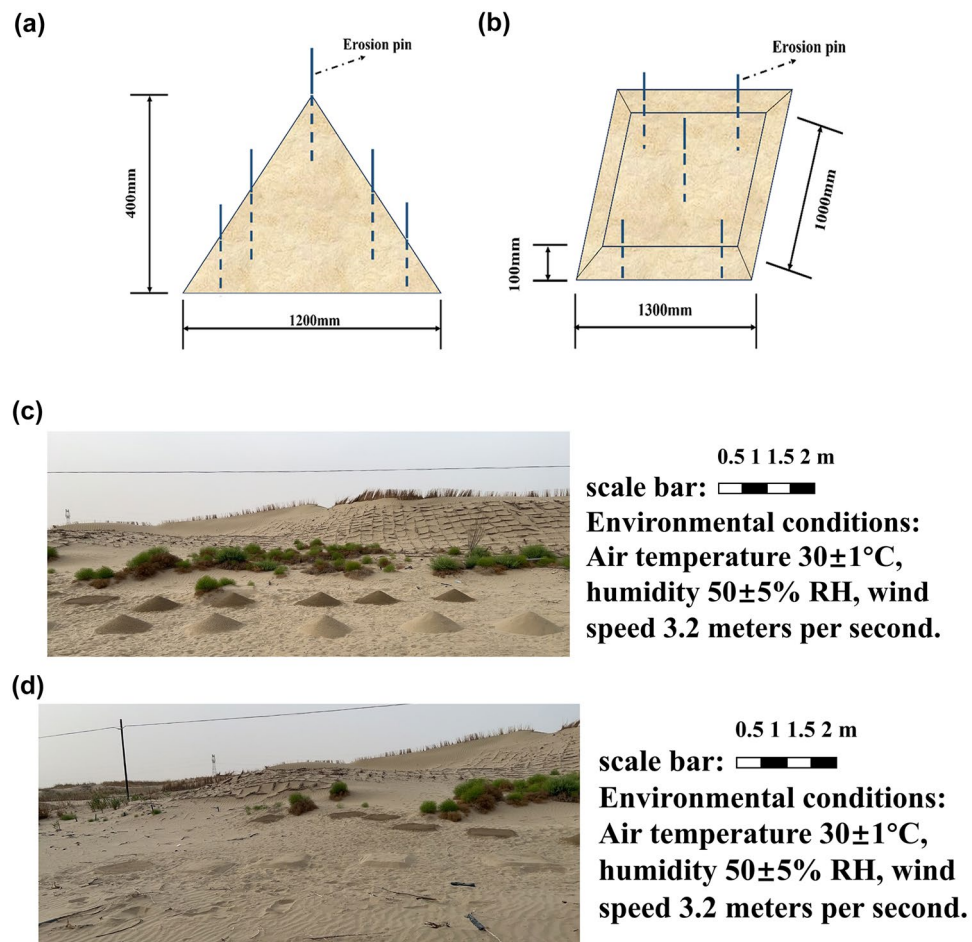 (a)
Erosion pin
400mm
1200mm
(b)
Erosion pin
1000mm
100mm
1300mm
(c)
0.5 1 1.5 2 m
scale bar:
Environmental conditions:
Air temperature 30±1°C,
humidity 50±5% RH, wind
speed 3.2 meters per second.
(d)
0.5 1 1.5 2 m
scale bar:
Environmental conditions:
Air temperature 30±1°C,
humidity 50±5% RH, wind
speed 3.2 meters per second.